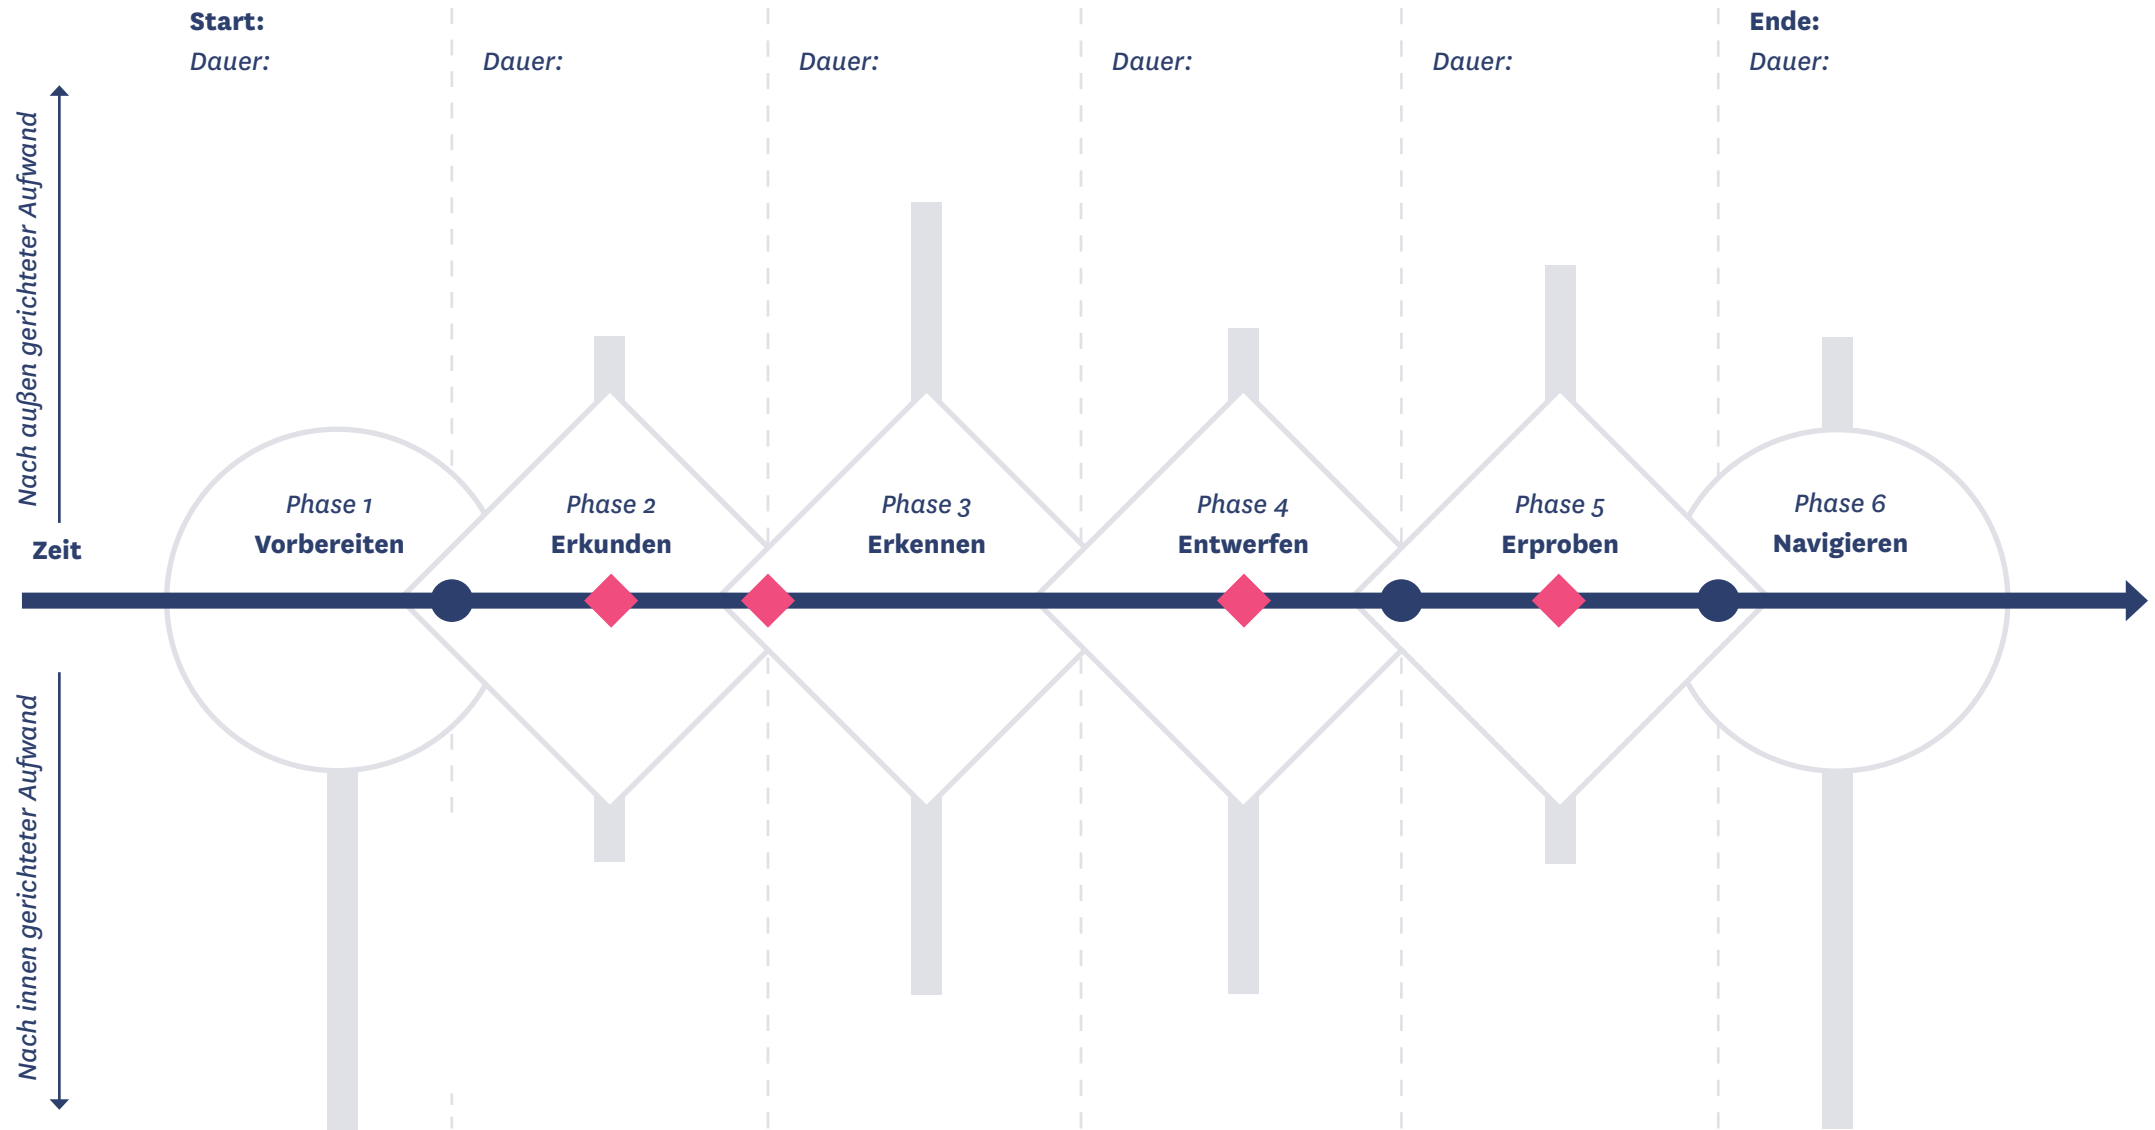 Start:
Ende:
Dauer:
Dauer:
Dauer:
Dauer:
Dauer:
Dauer:
Nach außen gerichteter Aufwand
Phase 1
Vorbereiten
Phase 2
Erkunden
Phase 3
Erkennen
Phase 4
Entwerfen
Phase 5
Erproben
Phase 6
Navigieren
Zeit
Nach innen gerichteter Aufwand